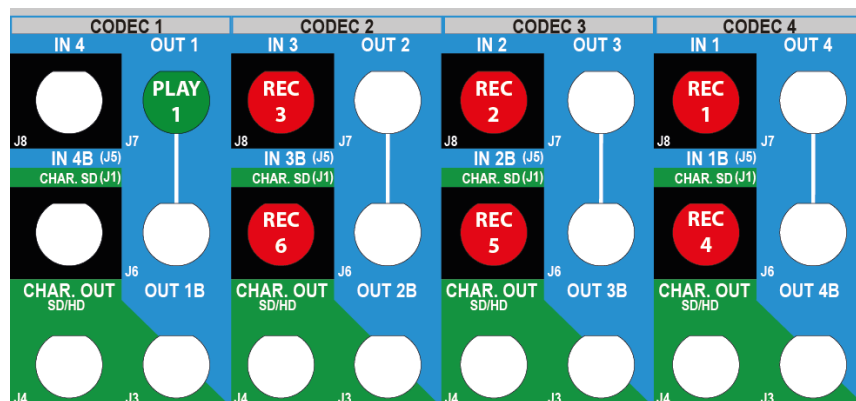 CODEC 1 CODEC 2 CODEC 3 CODEC 4
IN 4 OUT 1 IN 3 OUT 2 IN 2 OUT 3 IN 1 OUT 4
PLAY REC REC REC
1 3 2 1
J8 J7 J8 J7 J8 J7 J8 J7
IN 4B (J5) IN 3B (J5) IN 2B (J5) IN 1B (J5)
CHAR. SD (J1) CHAR. SD (J1) CHAR. SD (J1) CHAR. SD (J1)
REC REC REC
6 5 4
J6 J6 J6 J6
CHAR. OUT OUT 1B CHAR. OUT OUT 2B CHAR. OUT OUT 3B CHAR. OUT OUT 4B
SD/HD SD/HD SD/HD SD/HD
J4 J3 J4 J3 J4 J3 J4 J3